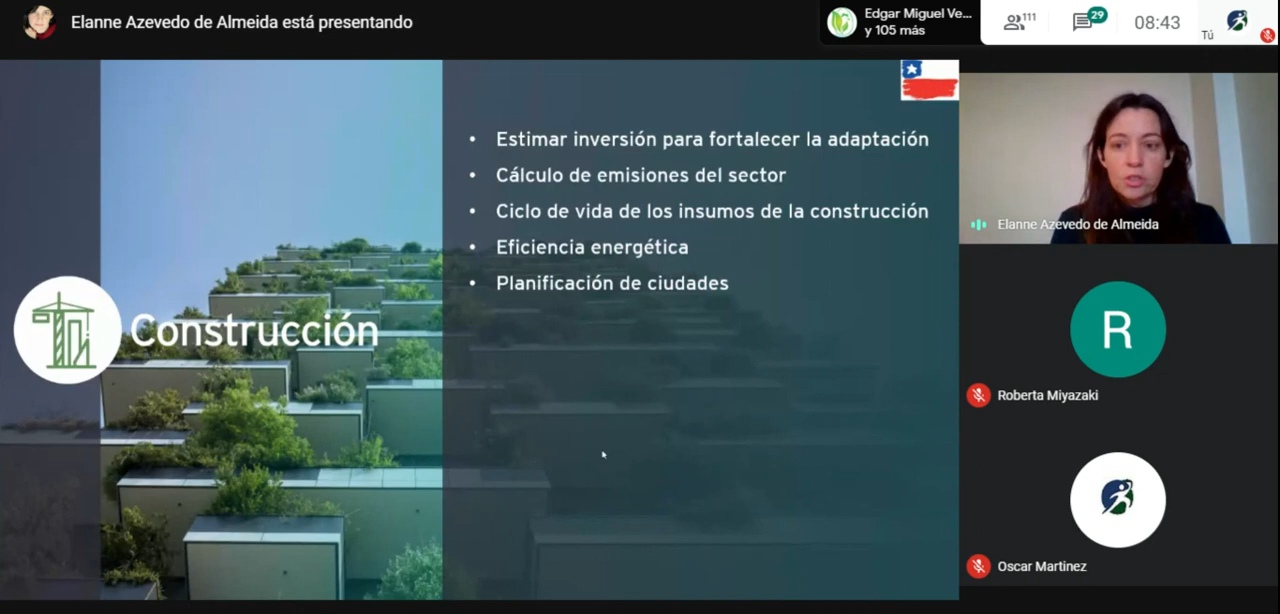 Elanne Azevedo de Almeida está presentando
Edgar Miguel Ve...
y 105 más
111
29
08:43
Tú
• Estimar inversión para fortalecer la adaptación
• Cálculo de emisiones del sector
• Ciclo de vida de los insumos de la construcción
• Eficiencia energética
• Planificación de ciudades
Construcción
Elanne Azevedo de Almeida
R
Roberta Miyazaki
Oscar Martinez